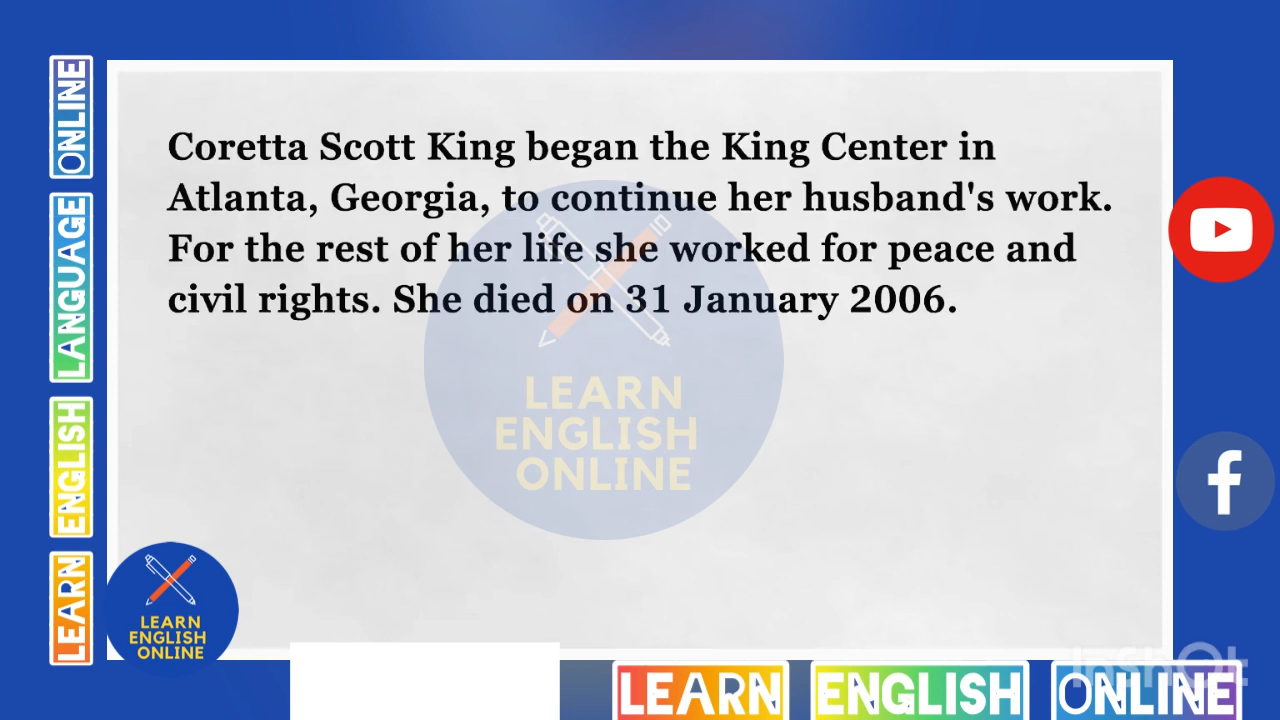 Coretta Scott King began the King Center in
Atlanta, Georgia, to continue her husband's work.
For the rest of her life she worked for peace and
civil rights. She died on 31 January 2006.
LEARN
ENGLISH
ONLINE
LEARN ENGLISH LANGUAGE ONLINE
LEARN
ENGLISH
ONLINE
LEARN ENGLISH ONLINE
InShOt